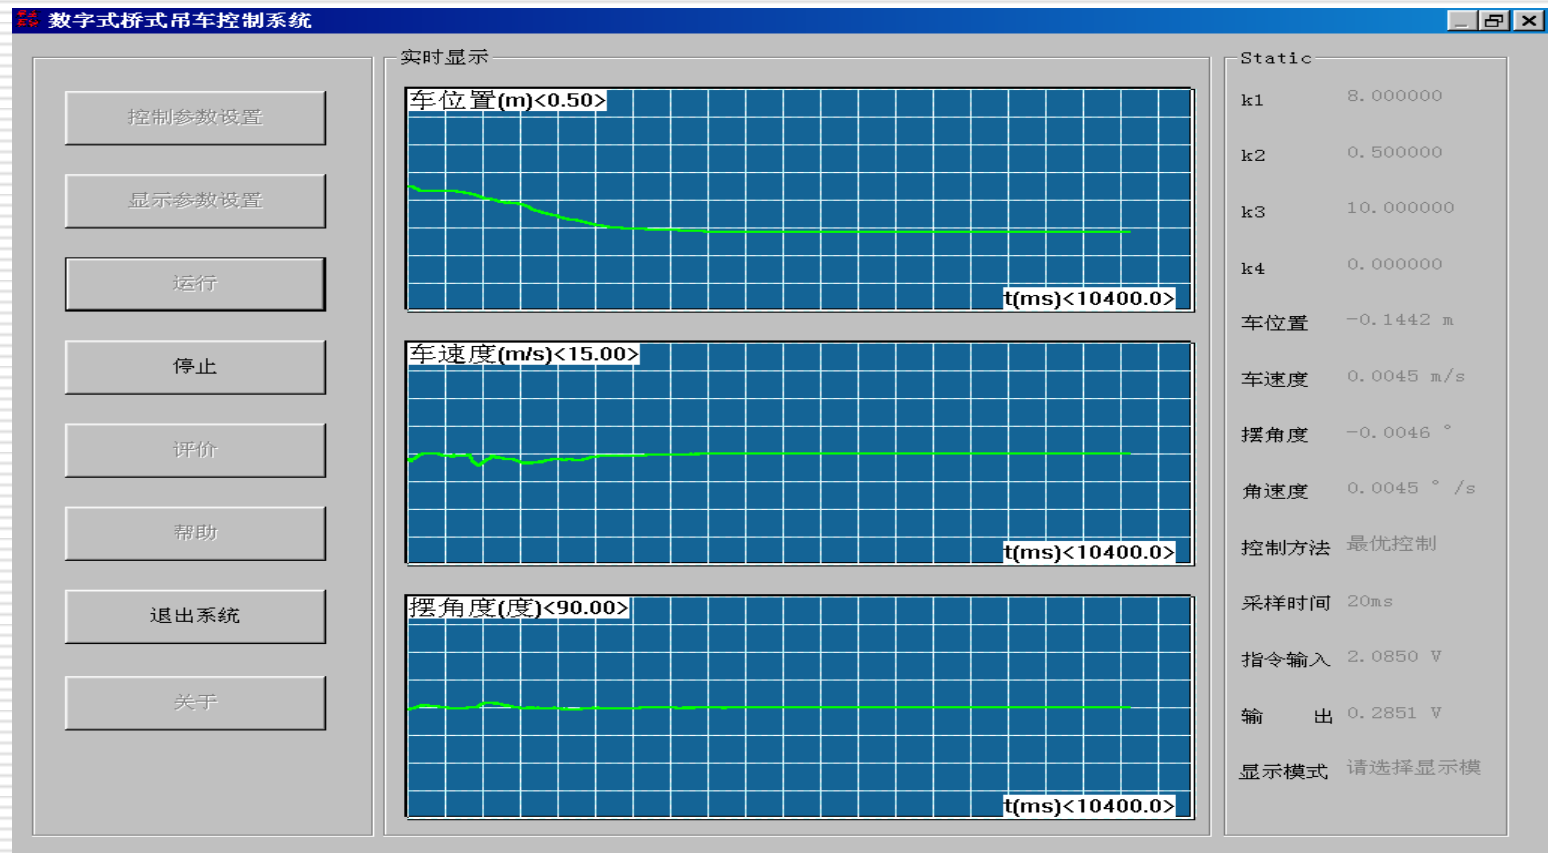 数字式桥式吊车控制系统
控制参数设置
显示参数设置
运行
停止
评价
帮助
退出系统
关于
实时显示
车位置(m)<0.50>
t(ms)<10400.0>
车速度(m/s)<15.00>
t(ms)<10400.0>
摆角度(度)<90.00>
t(ms)<10400.0>
Static
k1 8.000000
k2 0.500000
k3 10.000000
k4 0.000000
车位置 -0.1442 m
车速度 0.0045 m/s
摆角度 -0.0046 °
角速度 0.0045 ° /s
控制方法 最优控制
采样时间 20ms
指令输入 2.0850 V
输 出 0.2851 V
显示模式 请选择显示模